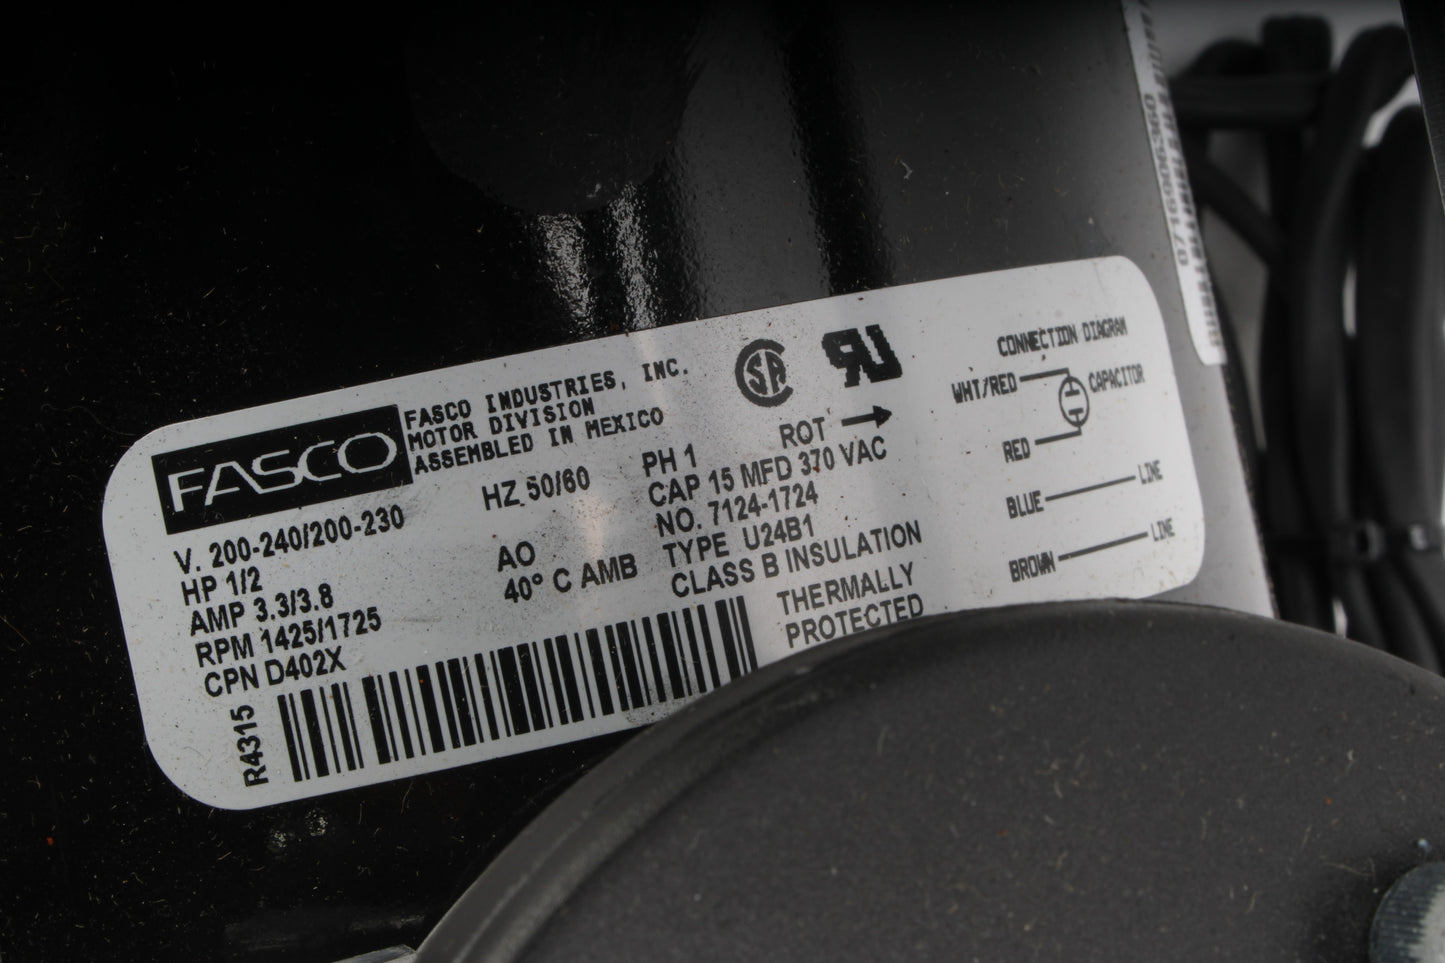 FASCO
FASCO INDUSTRIES, INC.
MOTOR DIVISION
ASSEMBLED IN MEXICO
V. 200-240/200-230
HP 1/2
AMP 3.3/3.8
RPM 1425/1725
CPN D402X
R4315
HZ 50/60
AO
40° C AMB
PH 1
CAP 15 MFD 370 VAC
NO. 7124-1724
TYPE U24B1
CLASS B INSULATION
THERMALLY
PROTECTED
SA
RU
ROT
CONNECTION DIAGRAM
WHT/RED
CAPACITOR
RED
BLUE LINE
BROWN LINE